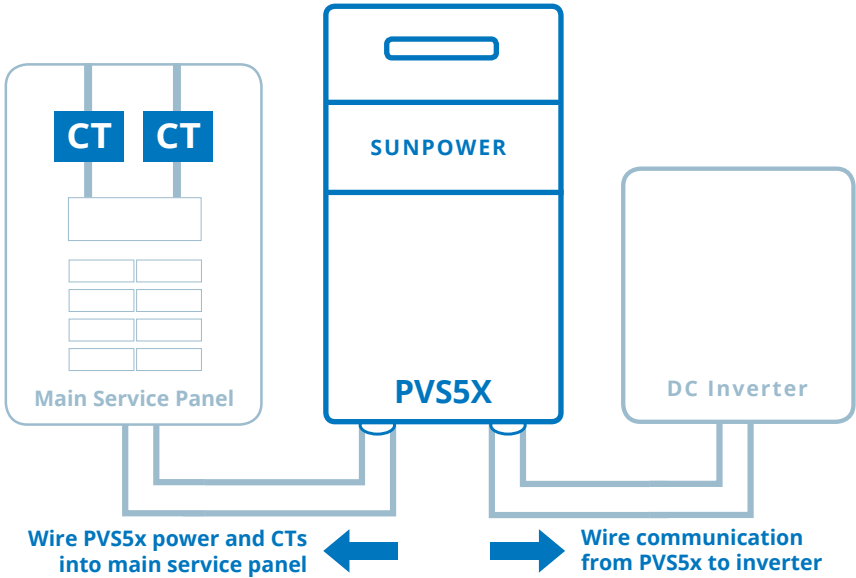 CT CT
SUNPOWER
PVS5X
Main Service Panel
DC Inverter
Wire PVS5x power and CTs
into main service panel
Wire communication
from PVS5x to inverter